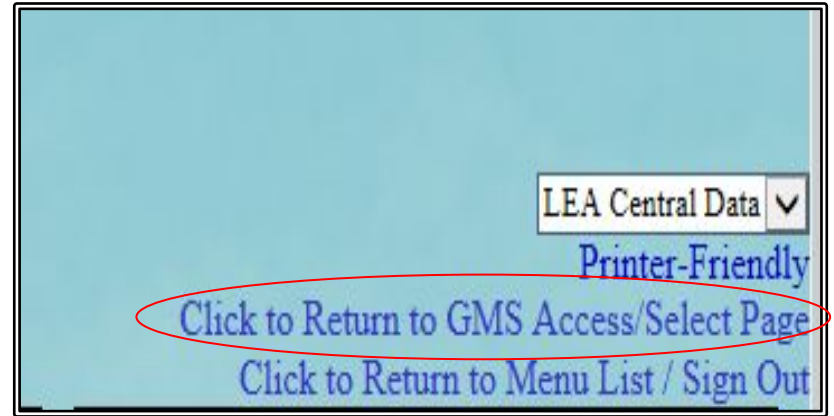 LEA Central Data
Printer-Friendly
Click to Return to GMS Access/Select Page
Click to Return to Menu List / Sign Out